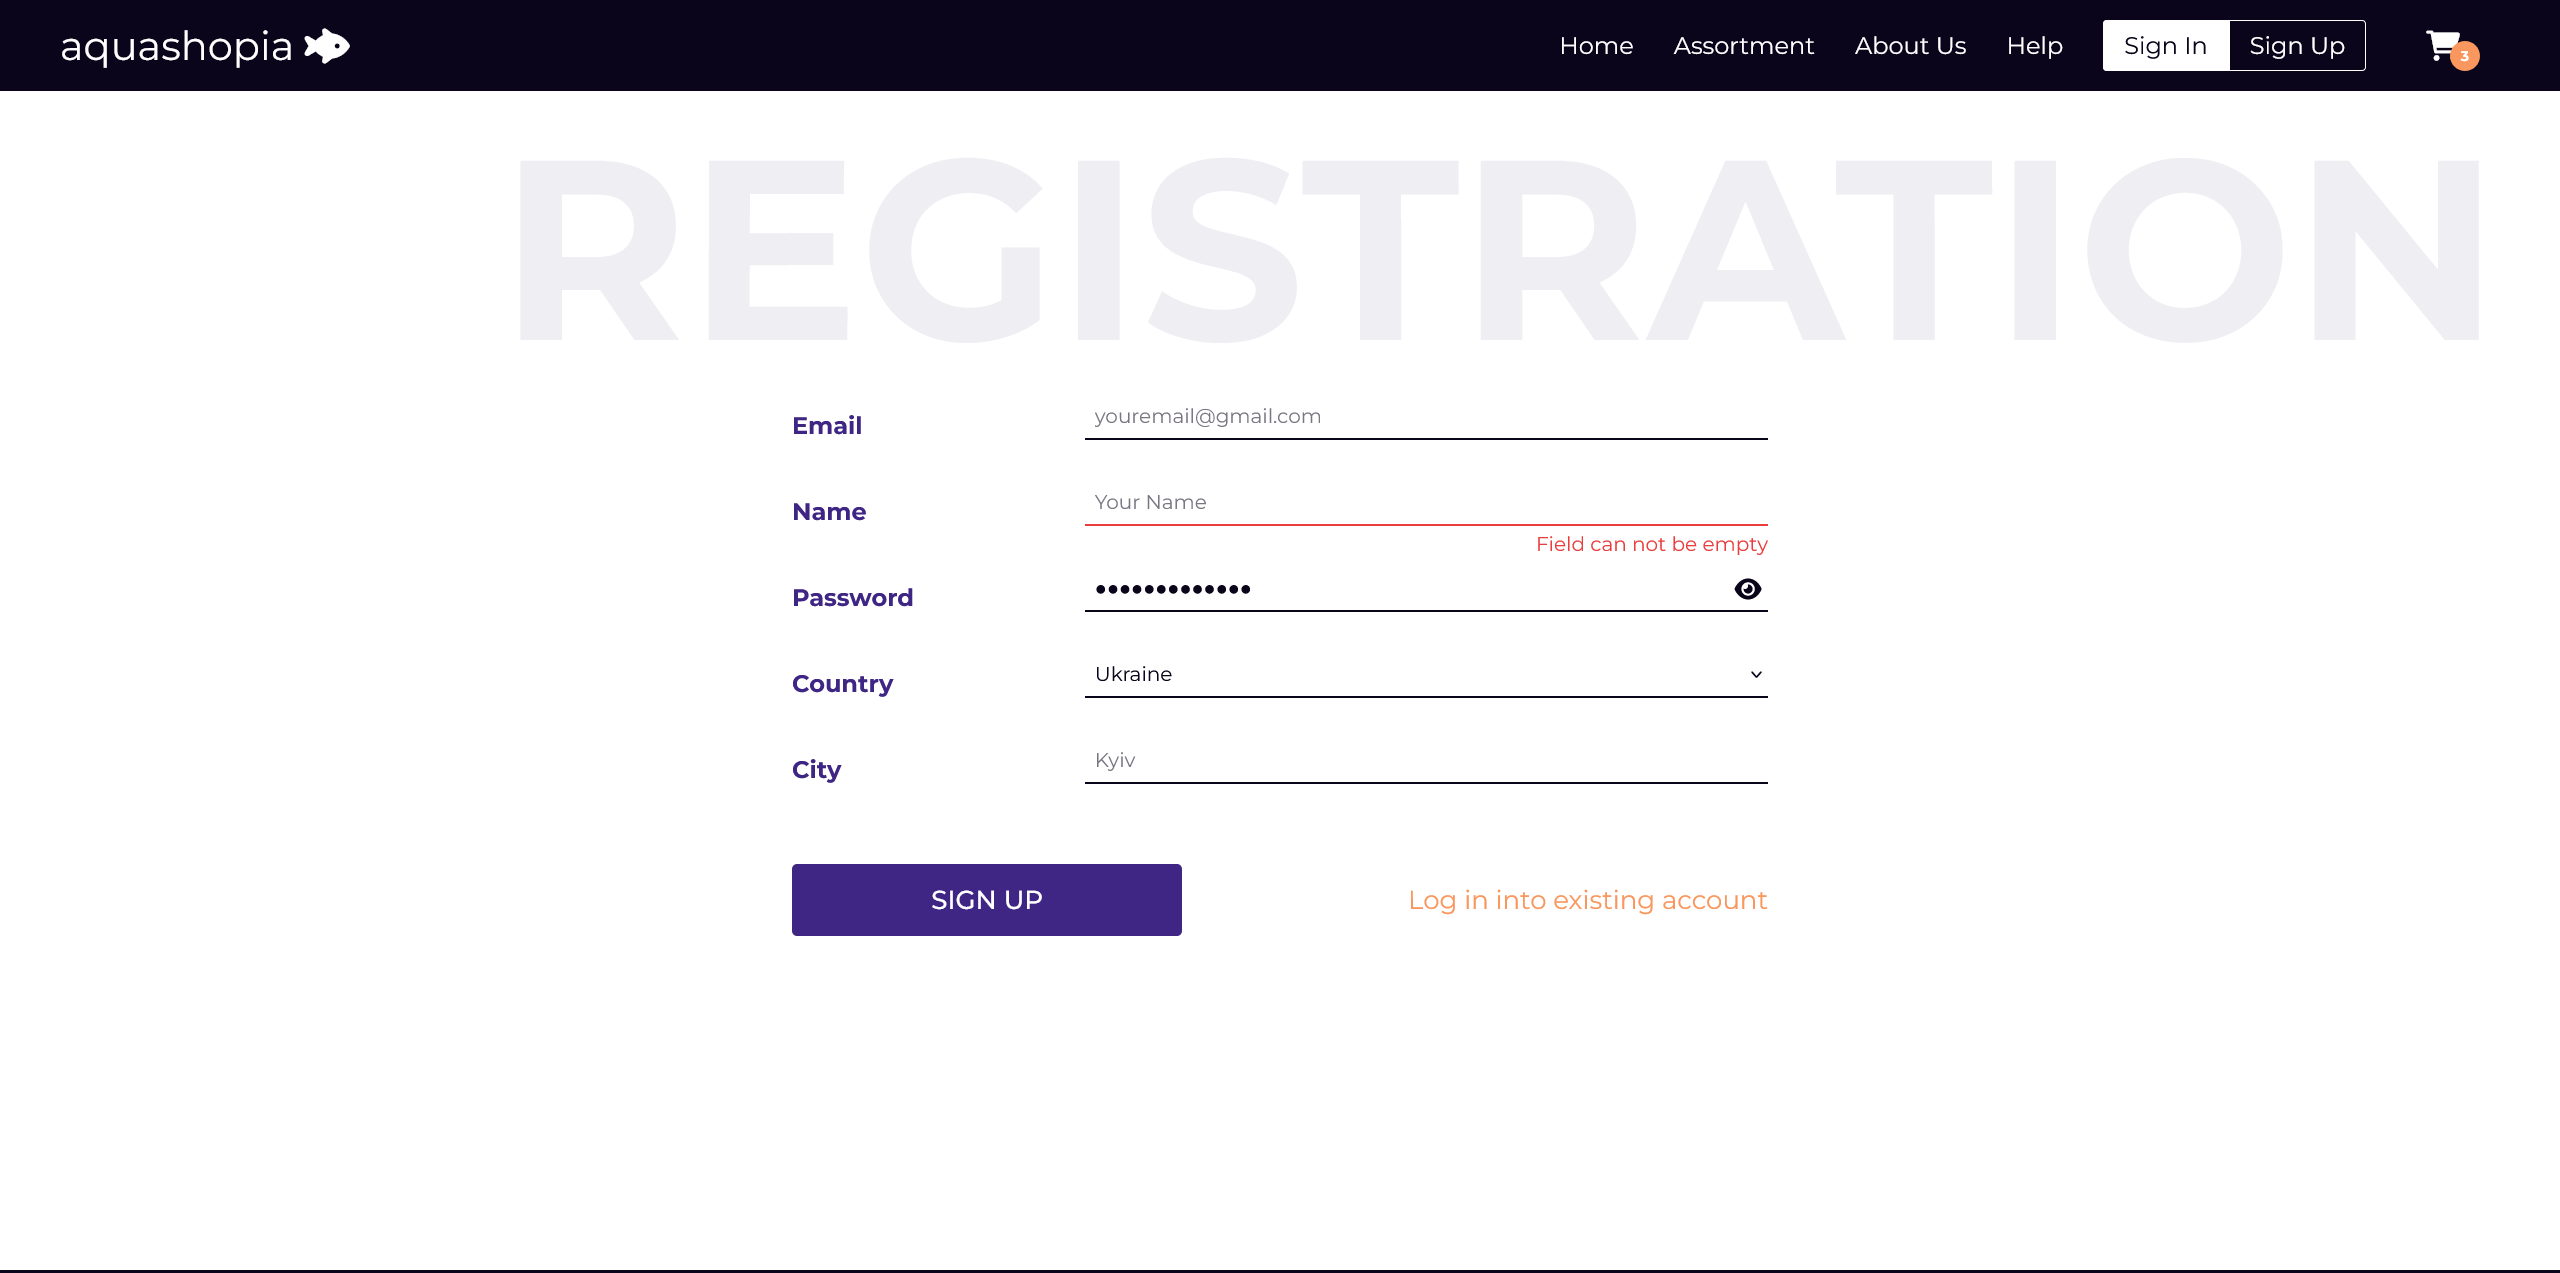 aquashopia
Home Assortment About Us Help Sign In Sign Up 3
REGISTRATION
Email youremail@gmail.com
Name Your Name
Field can not be empty
Password •••••••••••••
Country Ukraine
City Kyiv
SIGN UP Log in into existing account